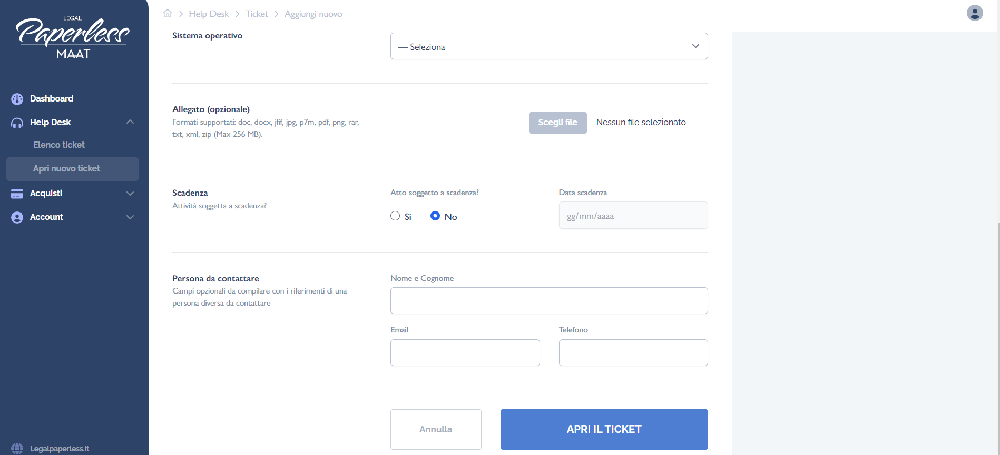 LEGAL
Paperless
MAAT
Dashboard
Help Desk
Elenco ticket
Apri nuovo ticket
Acquisti
Account
Legalpaperless.it
Help Desk
Ticket
Aggiungi nuovo
Sistema operativo
— Seleziona
Allegato (opzionale)
Formati supportati: doc, docx, jfif, jpg, p7m, pdf, png, rar,
txt, xml, zip (Max 256 MB).
Scegli file
Nessun file selezionato
Scadenza
Attività soggetta a scadenza?
Atto soggetto a scadenza?
Si
No
Data scadenza
gg/mm/aaaa
Persona da contattare
Campi opzionali da compilare con i riferimenti di una
persona diversa da contattare
Nome e Cognome
Email
Telefono
Annulla
APRI IL TICKET